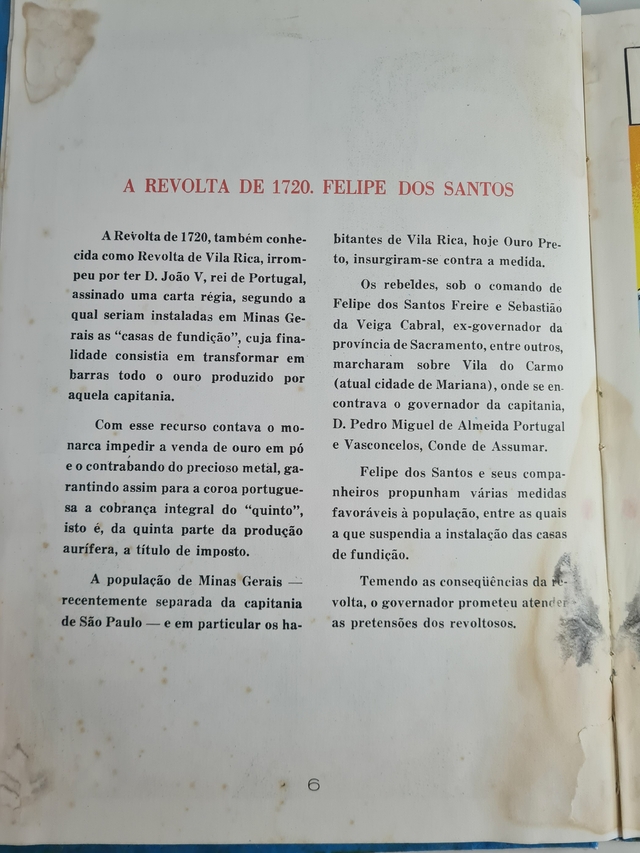 A REVOLTA DE 1720. FELIPE DOS SANTOS
A Revolta de 1720, também conhe-
cida como Revolta de Vila Rica, irrom-
peu por ter D. João V, rei de Portugal,
assinado uma carta régia, segundo a
qual seriam instaladas em Minas Ge-
rais as “casas de fundição”, cuja fina-
lidade consistia em transformar em
barras todo o ouro produzido por
aquela capitania.
Com esse recurso contava o mo-
narca impedir a venda de ouro em pó
e o contrabando do precioso metal, ga-
rantindo assim para a coroa portugue-
sa a cobrança integral do “quinto”,
isto é, da quinta parte da produção
aurífera, a título de imposto.
A população de Minas Gerais —
recentemente separada da capitania
de São Paulo — e em particular os ha-
bitantes de Vila Rica, hoje Ouro Pre-
to, insurgiram-se contra a medida.
Os rebeldes, sob o comando de
Felipe dos Santos Freire e Sebastião
da Veiga Cabral, ex-governador da
província de Sacramento, entre outros,
marcharam sobre Vila do Carmo
(atual cidade de Mariana), onde se en-
contrava o governador da capitania,
D. Pedro Miguel de Almeida Portugal
e Vasconcelos, Conde de Assumar.
Felipe dos Santos e seus compa-
nheiros propunham várias medidas
favoráveis à população, entre as quais
a que suspendia a instalação das casas
de fundição.
Temendo as conseqüências da re-
volta, o governador prometeu atender
as pretensões dos revoltosos.
6